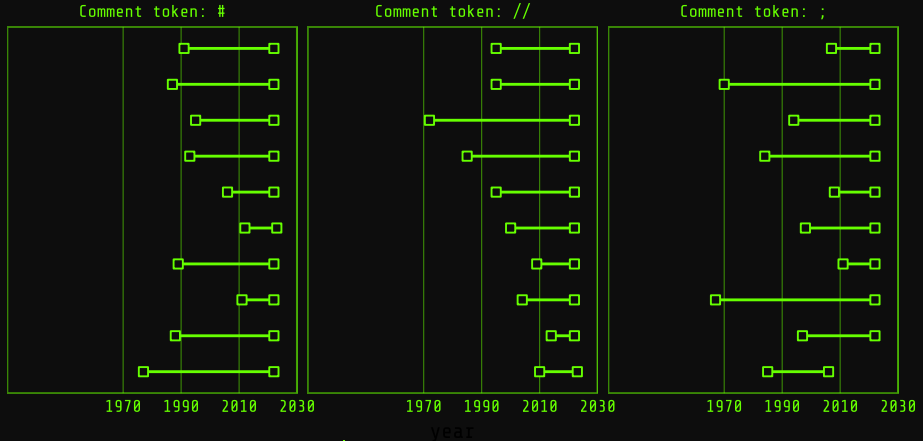 Comment token: #
Comment token: //
Comment token: ;
1970 1990 2010 2030
1970 1990 2010 2030
1970 1990 2010 2030
year